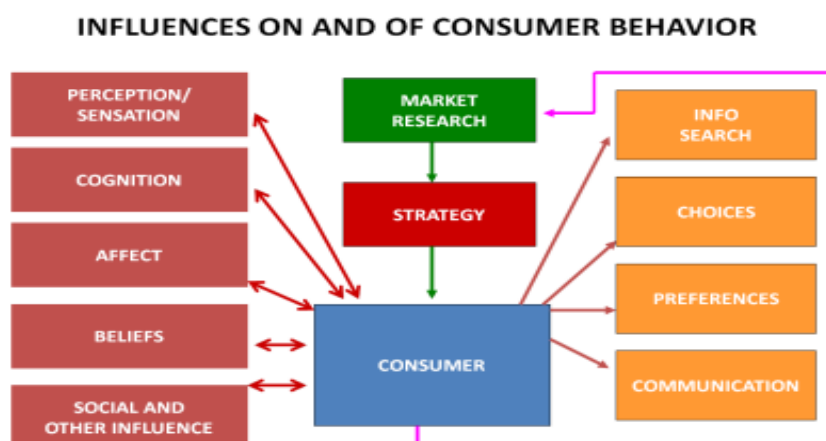 INFLUENCES ON AND OF CONSUMER BEHAVIOR
PERCEPTION/
SENSATION
COGNITION
AFFECT
BELIEFS
SOCIAL AND
OTHER INFLUENCE
MARKET
RESEARCH
STRATEGY
CONSUMER
INFO
SEARCH
CHOICES
PREFERENCES
COMMUNICATION